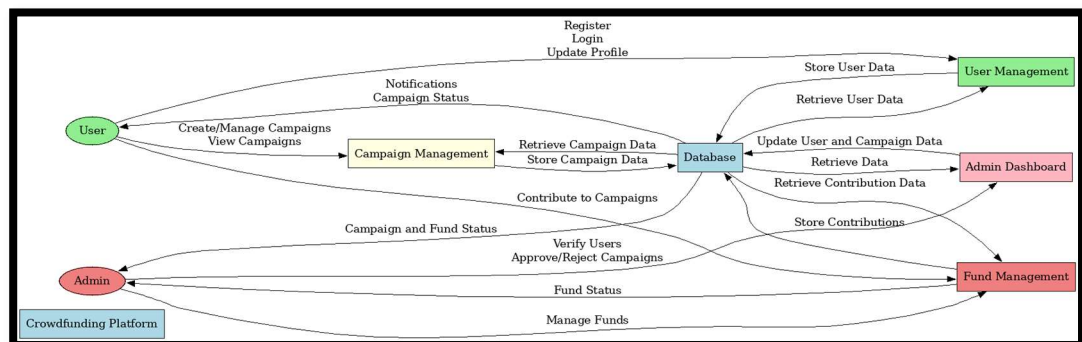 Register
Login
Update Profile
Store User Data
User Management
Notifications
Campaign Status
Retrieve User Data
User
Create/Manage Campaigns
View Campaigns
Campaign Management
Retrieve Campaign Data
Store Campaign Data
Database
Update User and Campaign Data
Retrieve Data
Admin Dashboard
Retrieve Contribution Data
Contribute to Campaigns
Store Contributions
Campaign and Fund Status
Verify Users
Approve/Reject Campaigns
Admin
Fund Management
Fund Status
Manage Funds
Crowdfunding Platform